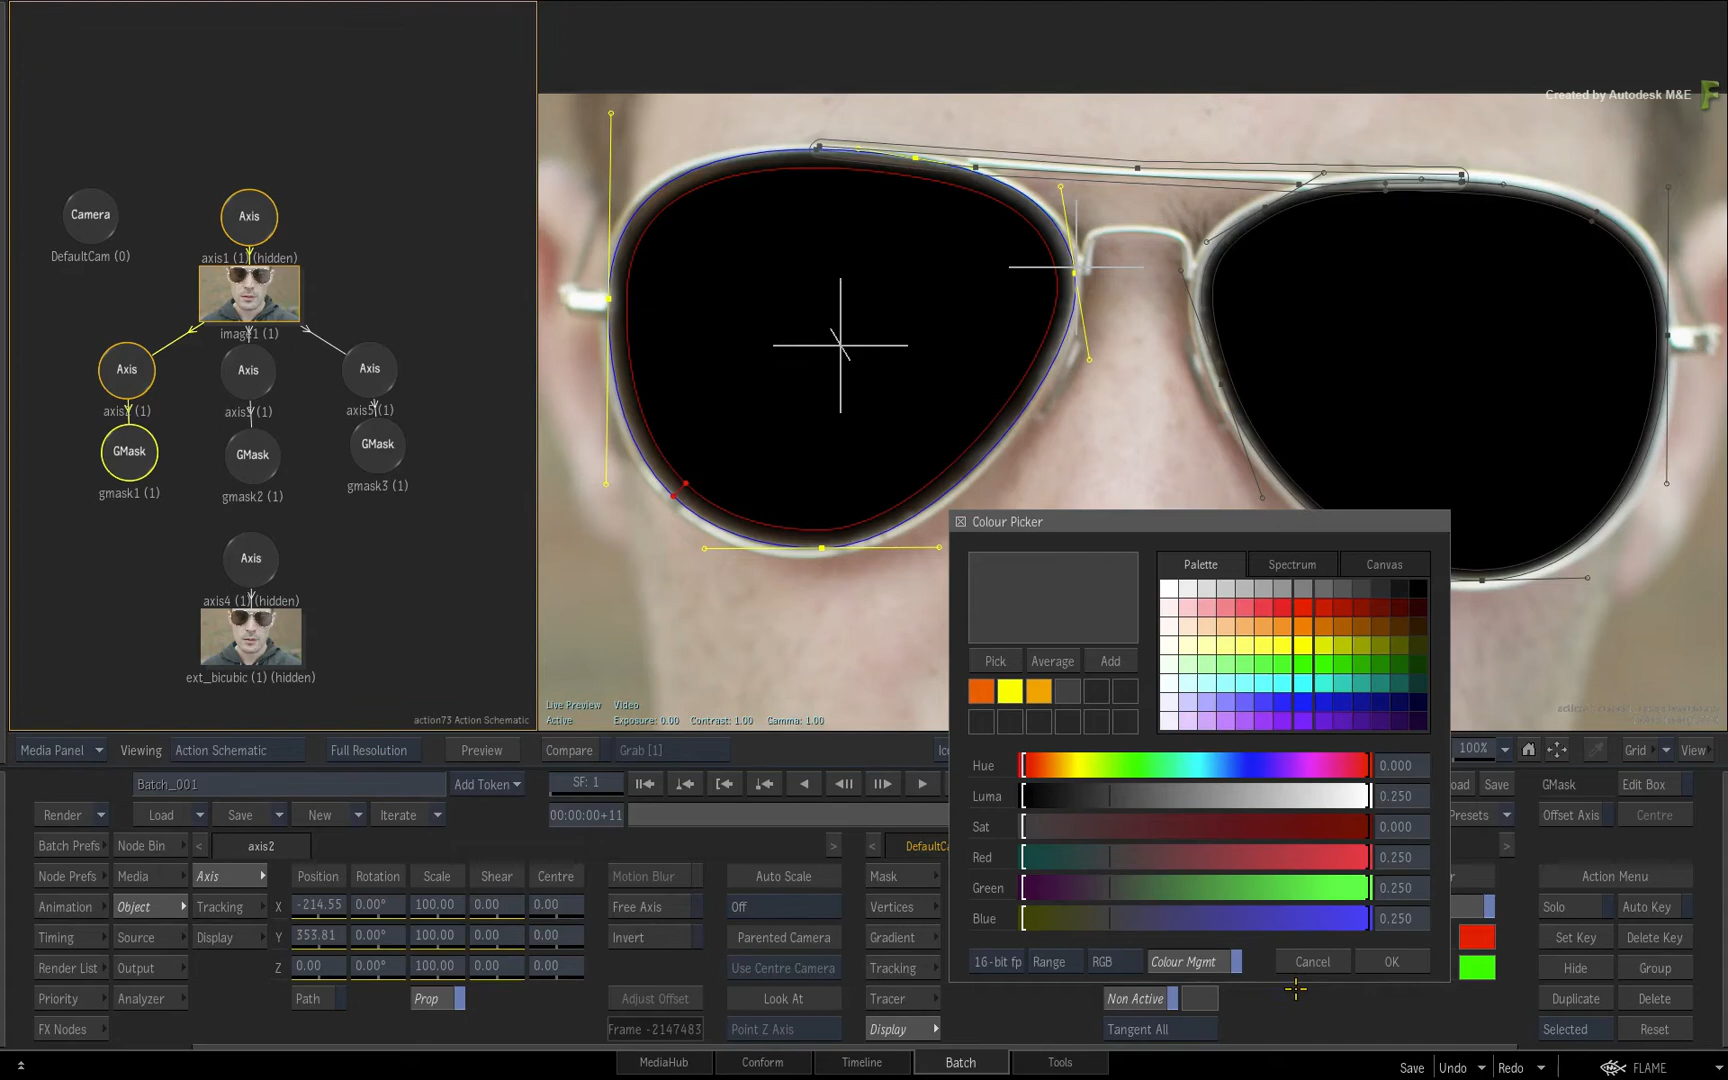 Created by Autodesk M&E
Camera
DefaultCam (0)
Axis
axis1 (1) (hidden)
image1 (1)
Axis
Axis
Axis
axis2 (1)
axis3 (1)
axis5 (1)
GMask
GMask
GMask
gmask1 (1)
gmask2 (1)
gmask3 (1)
Axis
axis4 (1) (hidden)
ext_bicubic (1) (hidden)
action73 Action Schematic
Live Preview Video
Active Exposure: 0.00 Contrast: 1.00 Gamma: 1.00
Colour Picker
Palette Spectrum Canvas
Pick Average Add
Hue 0.000
Luma 0.250
Sat 0.000
Red 0.250
Green 0.250
Blue 0.250
16-bit fp Range RGB Colour Mgmt Cancel OK
Media Panel Viewing Action Schematic Full Resolution Preview Compare Grab [1] 100% Grid View
Batch_001 Add Token SF: 1 Save GMask Edit Box
Render Load Save New Iterate 00:00:00+11 Presets Offset Axis Centre
Batch Prefs Node Bin < axis2 > < >
Node Prefs Media Axis Position Rotation Scale Shear Centre Motion Blur Auto Scale Mask Action Menu
Animation Object Tracking X -214.55 0.00° 100.00 0.00 0.00 Free Axis Off Vertices Solo Auto Key
Timing Source Display Y 353.81 0.00° 100.00 0.00 0.00 Invert Parented Camera Gradient Set Key Delete Key
Render List Output Z 0.00 0.00° 100.00 0.00 0.00 Use Centre Camera Tracking Hide Group
Priority Analyzer Path Prop Adjust Offset Look At Tracer Non Active Duplicate Delete
FX Nodes Frame -2147483 Point Z Axis Display Tangent All Selected Reset
MediaHub Conform Timeline Batch Tools
Save Undo Redo FLAME